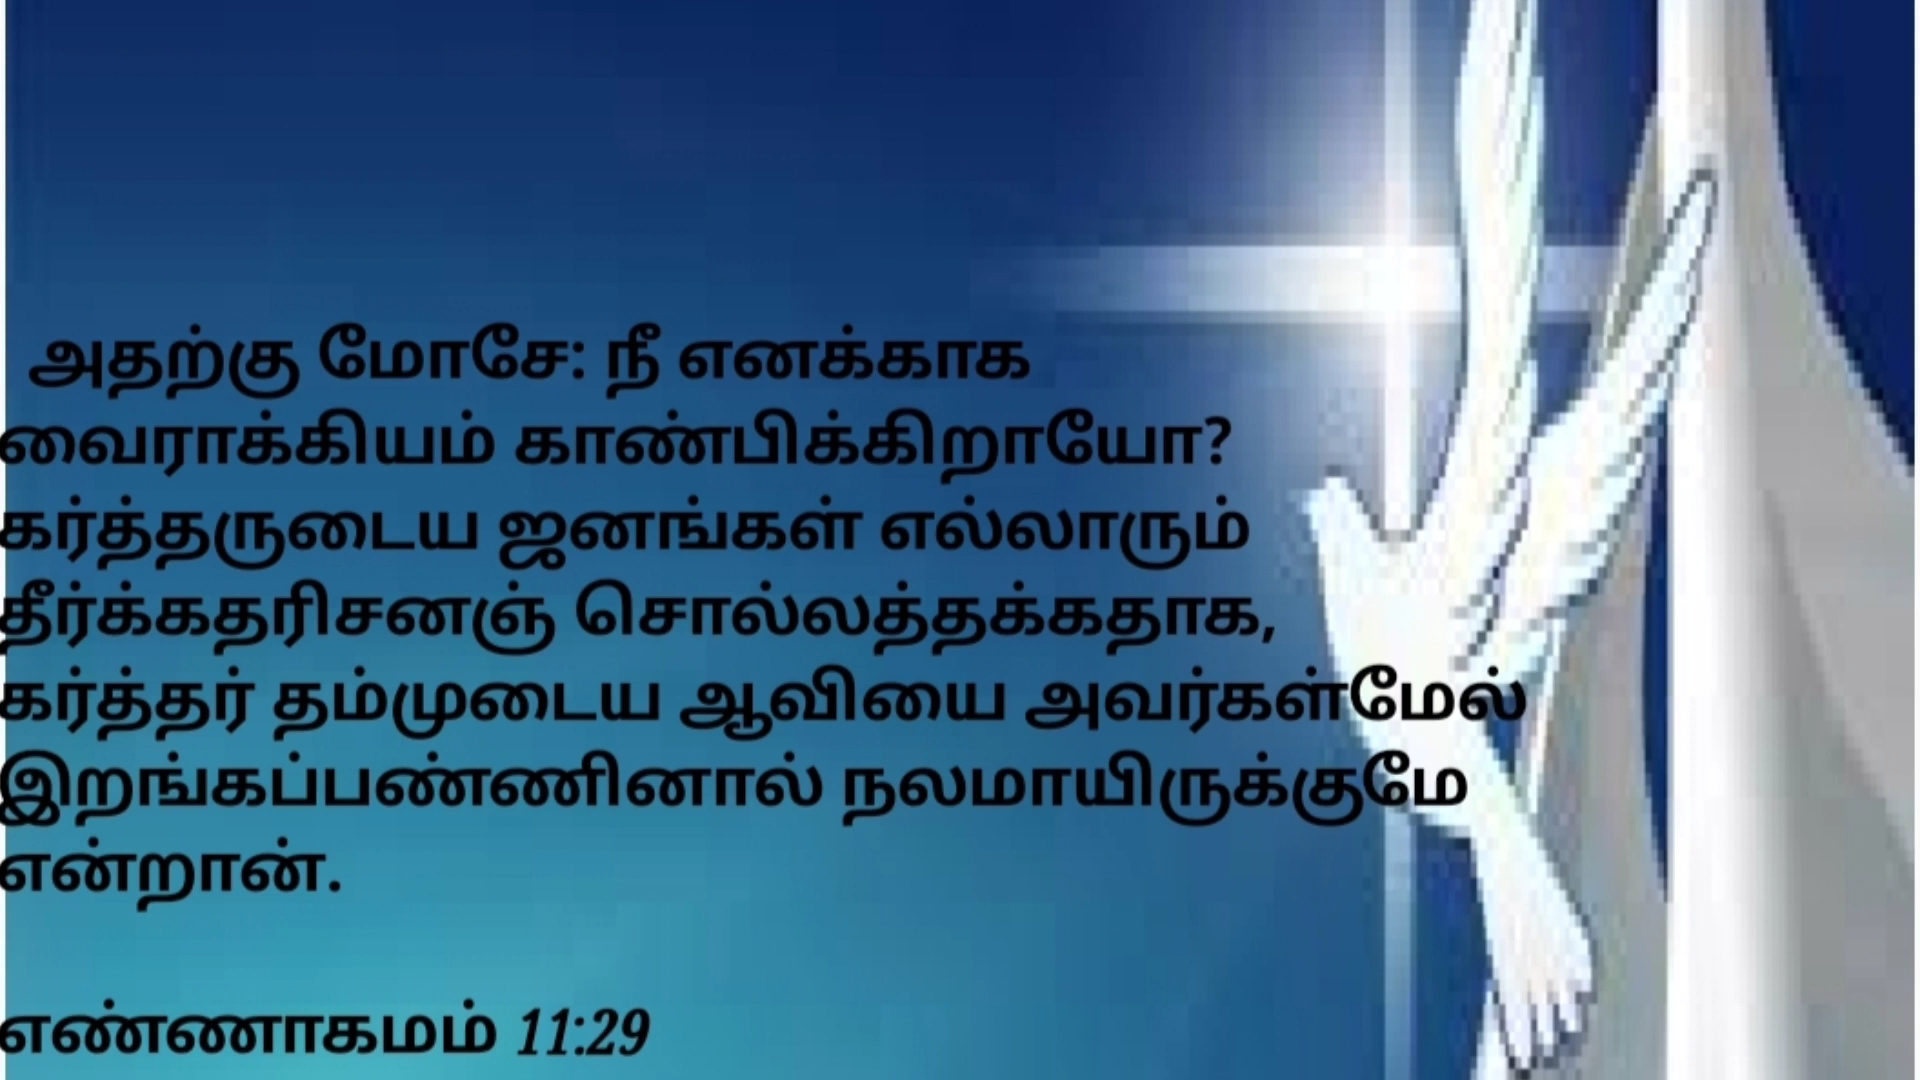 அதற்கு மோசே: நீ எனக்காக
வைராக்கியம் காண்பிக்கிறாயோ?
கர்த்தருடைய ஜனங்கள் எல்லாரும்
தீர்க்கதரிசனஞ் சொல்லத்தக்கதாக,
கர்த்தர் தம்முடைய ஆவியை அவர்கள்மேல்
இறங்கப்பண்ணினால் நலமாயிருக்குமே
என்றான்.
எண்ணாகமம் 11:29